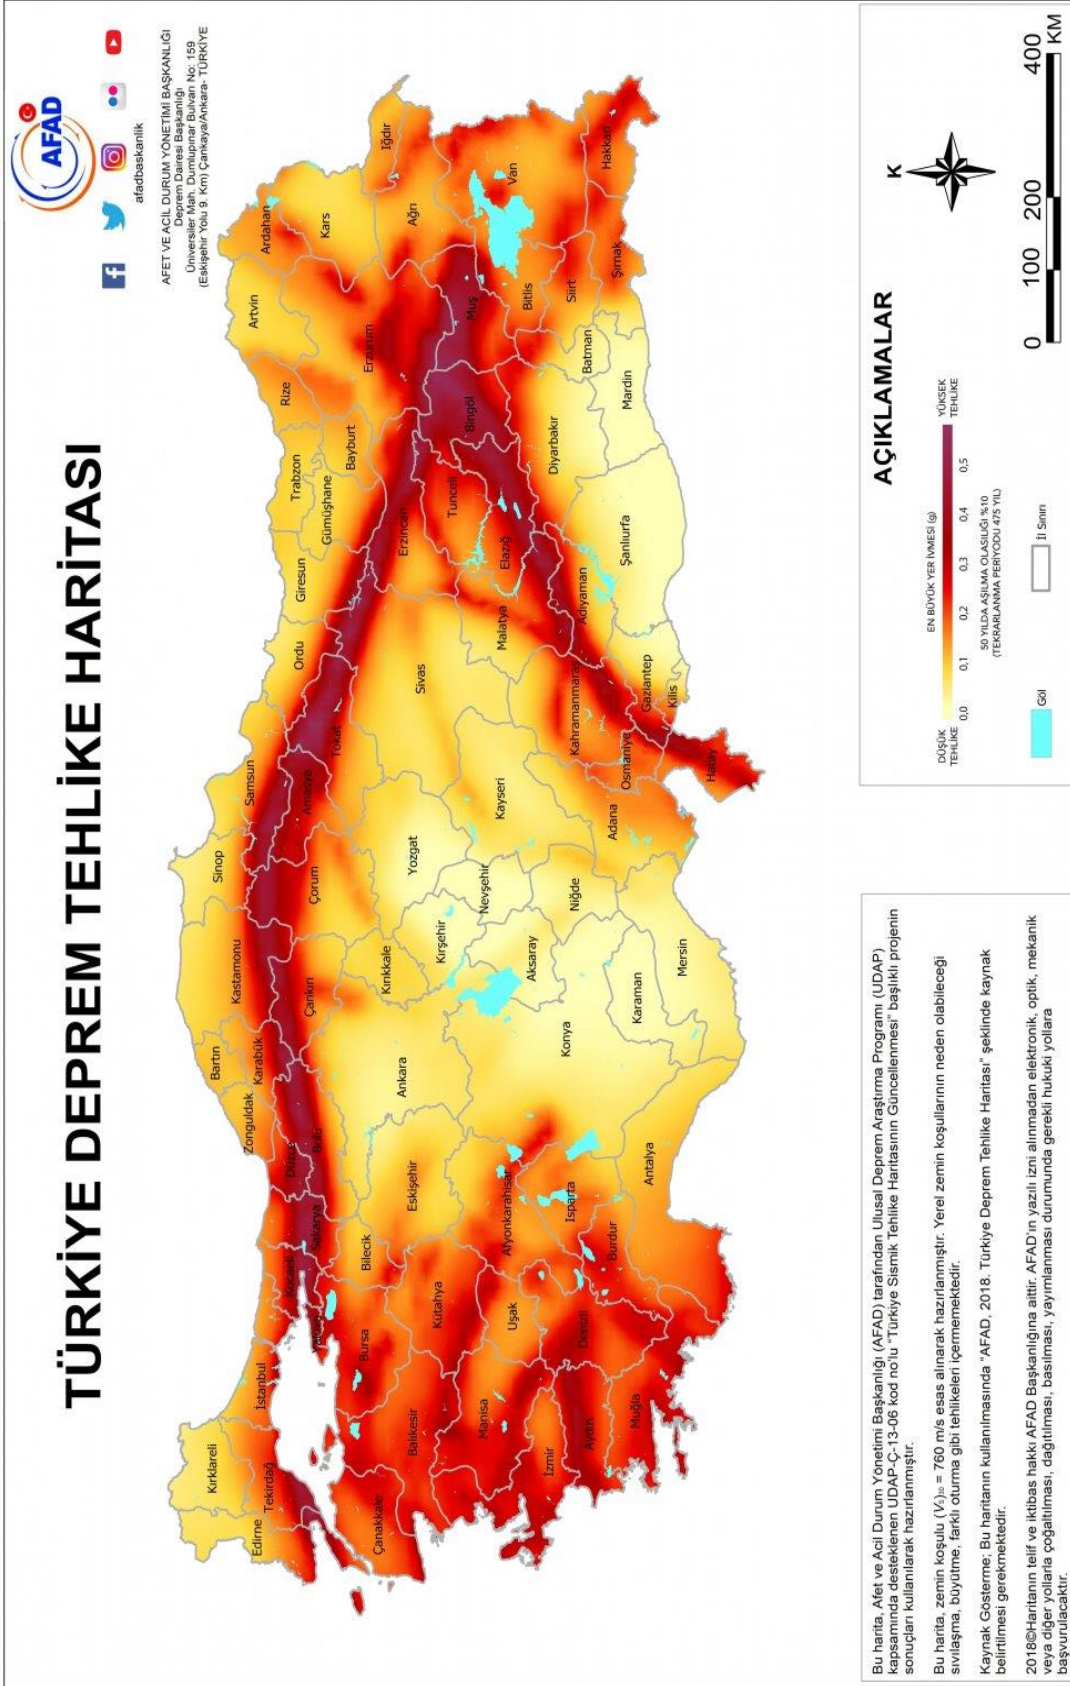 TÜRKİYE DEPREM TEHLİKE HARİTASI
AFAD
afadbaskanlik
AFET VE ACİL DURUM YÖNETİMİ BAŞKANLIĞI
Deprem Dairesi Başkanlığı
Üniversiler Mah. Dumlupınar Bulvarı No: 159
(Eskişehir Yolu 9. Km) Çankaya/Ankara- TÜRKİYE
Kırklareli
Edirne
Tekirdağ
İstanbul
Kocaeli
Sakarya
Düzce
Bolu
Zonguldak
Bartın
Karabük
Kastamonu
Sinop
Samsun
Çankırı
Çorum
Amasya
Tokat
Ordu
Giresun
Trabzon
Gümüşhane
Bayburt
Rize
Artvin
Ardahan
Kars
Iğdır
Ağrı
Erzurum
Erzincan
Çanakkale
Balıkesir
Bursa
Bilecik
Kütahya
Eskişehir
Ankara
Kırıkkale
Kırşehir
Yozgat
Sivas
Tunceli
Bingöl
Muş
Van
Bitlis
Siirt
Hakkari
Şırnak
Batman
Mardin
Diyarbakır
Elazığ
Malatya
Adıyaman
Şanlıurfa
Gaziantep
Kilis
Kahramanmaraş
Osmaniye
Hatay
Adana
Kayseri
Nevşehir
Niğde
Aksaray
Konya
Karaman
Mersin
Antalya
Isparta
Burdur
Afyonkarahisar
Uşak
Denizli
Manisa
İzmir
Aydın
Muğla
Bu harita, Afet ve Acil Durum Yönetimi Başkanlığı (AFAD) tarafından Ulusal Deprem Araştırma Programı (UDAP)
kapsamında desteklenen UDAP-Ç-13-06 kod no'lu "Türkiye Sismik Tehlike Haritasının Güncellenmesi" başlıklı projenin
sonuçları kullanılarak hazırlanmıştır.
Bu harita, zemin koşulu (Vs)30 = 760 m/s esas alınarak hazırlanmıştır. Yerel zemin koşullarının neden olabileceği
sıvılaşma, büyütme, farklı oturma gibi tehlikeleri içermemektedir.
Kaynak Gösterme; Bu haritanın kullanılmasında "AFAD, 2018. Türkiye Deprem Tehlike Haritası" şeklinde kaynak
belirtilmesi gerekmektedir.
2018©Haritanın telif ve iktibas hakkı AFAD Başkanlığına aittir. AFAD'ın yazılı izni alınmadan elektronik, optik, mekanik
veya diğer yollarla çoğaltılması, dağıtılması, basılması, yayımlanması durumunda gerekli hukuki yollara
başvurulacaktır.
AÇIKLAMALAR
EN BÜYÜK YER İVMESİ (g)
DÜŞÜK
TEHLİKE
YÜKSEK
TEHLİKE
0,0 0,1 0,2 0,3 0,4 0,5
50 YILDA AŞILMA OLASILIĞI %10
(TEKRARLANMA PERİYODU 475 YIL)
Göl
İl Sınırı
K
0 100 200 400
KM